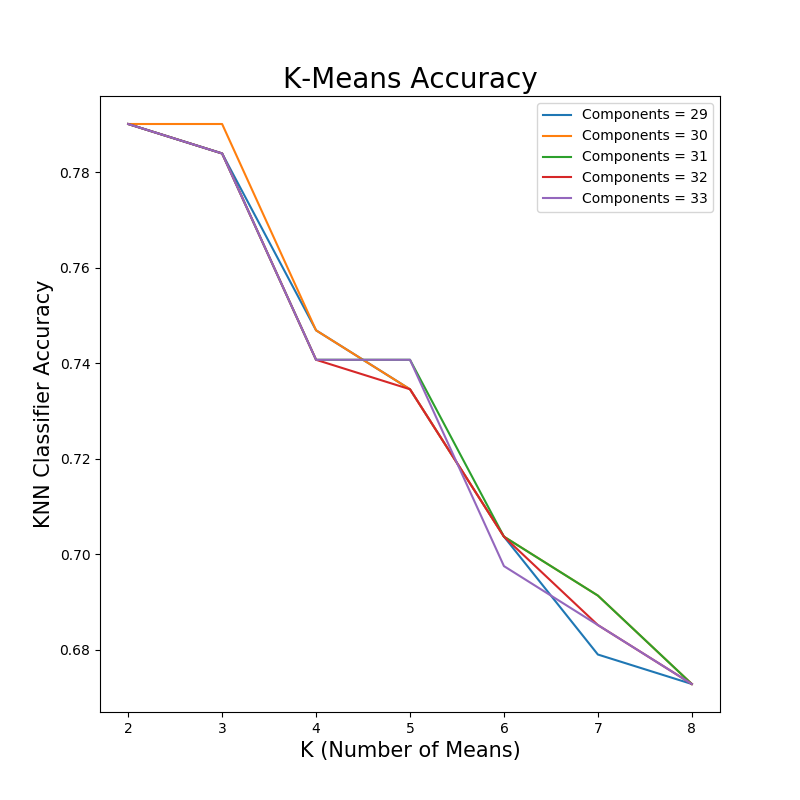 K-Means Accuracy
Components = 29
Components = 30
Components = 31
Components = 32
Components = 33
KNN Classifier Accuracy
0.78
0.76
0.74
0.72
0.70
0.68
2 3 4 5 6 7 8
K (Number of Means)